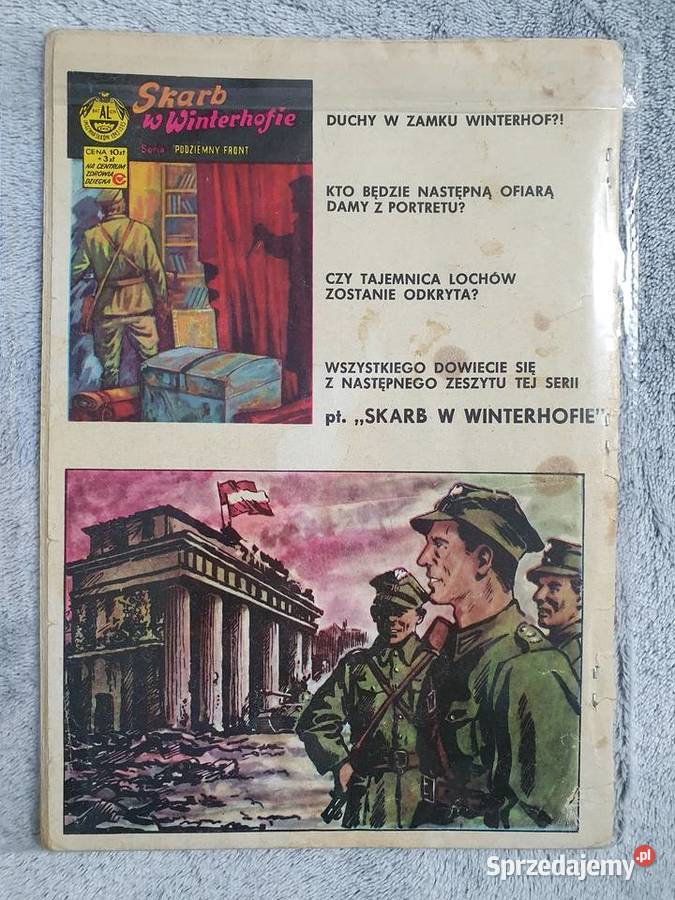 Skarb
w Winterhofie
Seria: PODZIEMNY FRONT
AL
CENA 10zł
+ 3 zł
NA CENTRUM
ZDROWIA
DZIECKA
DUCHY W ZAMKU WINTERHOF?!
KTO BĘDZIE NASTĘPNĄ OFIARĄ
DAMY Z PORTRETU?
CZY TAJEMNICA LOCHÓW
ZOSTANIE ODKRYTA?
WSZYSTKIEGO DOWIECIE SIĘ
Z NASTĘPNEGO ZESZYTU TEJ SERII
pt. „SKARB W WINTERHOFIE”
Sprzedajemy.pl